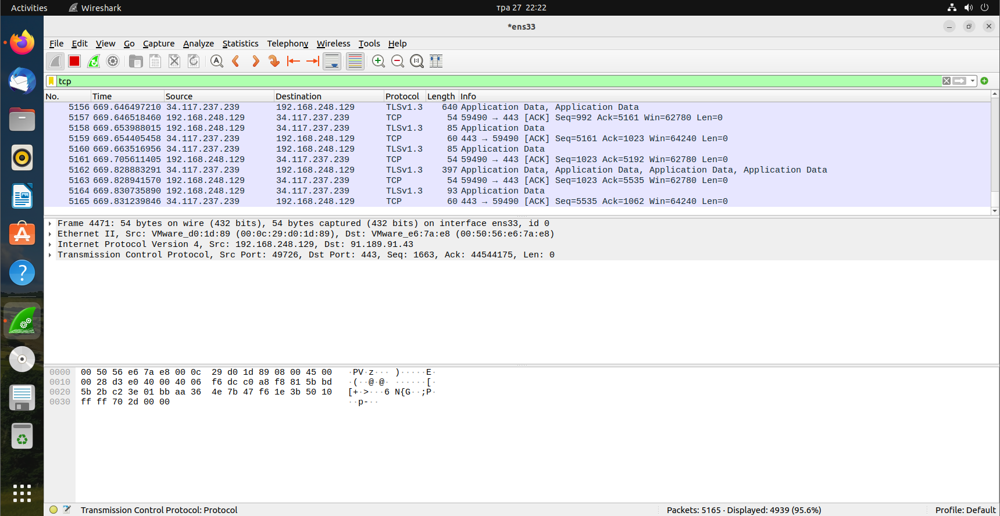 Activities Wireshark тра 27 22:22
*ens33
File Edit View Go Capture Analyze Statistics Telephony Wireless Tools Help
tcp
No. Time Source Destination Protocol Length Info
5156 669.646497210 34.117.237.239 192.168.248.129 TLSv1.3 640 Application Data, Application Data
5157 669.646518460 192.168.248.129 34.117.237.239 TCP 54 59490 → 443 [ACK] Seq=992 Ack=5161 Win=62780 Len=0
5158 669.653988015 192.168.248.129 34.117.237.239 TLSv1.3 85 Application Data
5159 669.654405458 34.117.237.239 192.168.248.129 TCP 60 443 → 59490 [ACK] Seq=5161 Ack=1023 Win=64240 Len=0
5160 669.663516956 34.117.237.239 192.168.248.129 TLSv1.3 85 Application Data
5161 669.705611405 192.168.248.129 34.117.237.239 TCP 54 59490 → 443 [ACK] Seq=1023 Ack=5192 Win=62780 Len=0
5162 669.828883291 34.117.237.239 192.168.248.129 TLSv1.3 397 Application Data, Application Data, Application Data, Application Data
5163 669.828941570 192.168.248.129 34.117.237.239 TCP 54 59490 → 443 [ACK] Seq=1023 Ack=5535 Win=62780 Len=0
5164 669.830735890 192.168.248.129 34.117.237.239 TLSv1.3 93 Application Data
5165 669.831239846 34.117.237.239 192.168.248.129 TCP 60 443 → 59490 [ACK] Seq=5535 Ack=1062 Win=64240 Len=0
Frame 4471: 54 bytes on wire (432 bits), 54 bytes captured (432 bits) on interface ens33, id 0
Ethernet II, Src: VMware_d0:1d:89 (00:0c:29:d0:1d:89), Dst: VMware_e6:7a:e8 (00:50:56:e6:7a:e8)
Internet Protocol Version 4, Src: 192.168.248.129, Dst: 91.189.91.43
Transmission Control Protocol, Src Port: 49726, Dst Port: 443, Seq: 1663, Ack: 44544175, Len: 0
0000 00 50 56 e6 7a e8 00 0c 29 d0 1d 89 08 00 45 00 ·PV·z··· )·····E·
0010 00 28 d3 e0 40 00 40 06 f6 dc c0 a8 f8 81 5b bd ·(··@·@· ······[·
0020 5b 2b c2 3e 01 bb aa 36 4e 7b 47 f6 1e 3b 50 10 [+·>···6 N{G··;P·
0030 ff ff 70 2d 00 00 ··p-··
Transmission Control Protocol: Protocol Packets: 5165 · Displayed: 4939 (95.6%) Profile: Default